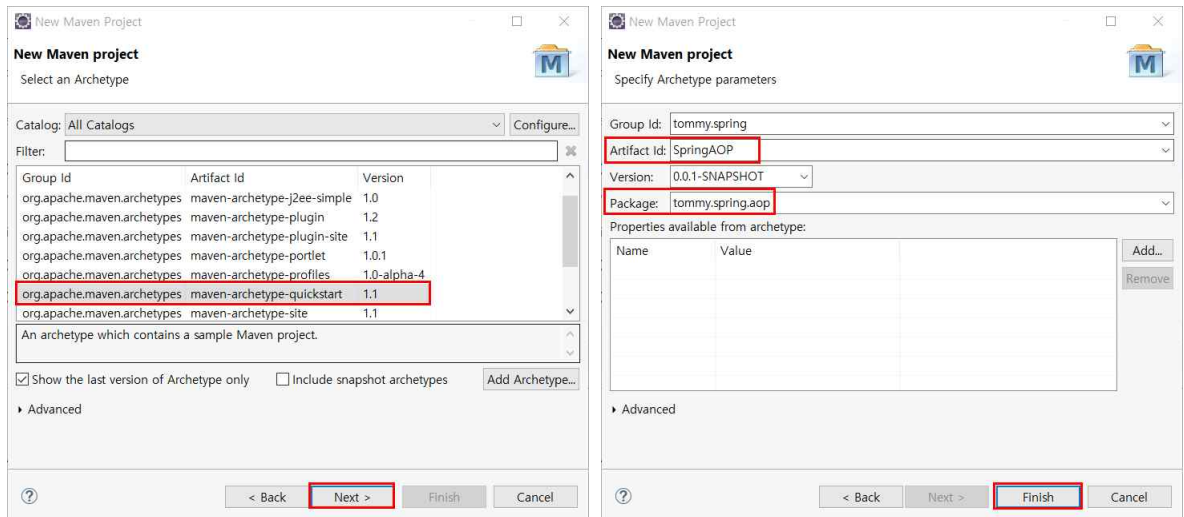 New Maven Project
New Maven project
Select an Archetype
Catalog: All Catalogs Configure...
Filter:
Group Id Artifact Id Version
org.apache.maven.archetypes maven-archetype-j2ee-simple 1.0
org.apache.maven.archetypes maven-archetype-plugin 1.2
org.apache.maven.archetypes maven-archetype-plugin-site 1.1
org.apache.maven.archetypes maven-archetype-portlet 1.0.1
org.apache.maven.archetypes maven-archetype-profiles 1.0-alpha-4
org.apache.maven.archetypes maven-archetype-quickstart 1.1
org.apache.maven.archetypes maven-archetype-site 1.1
An archetype which contains a sample Maven project.
Show the last version of Archetype only Include snapshot archetypes Add Archetype...
Advanced
? < Back Next > Finish Cancel
New Maven Project
New Maven project
Specify Archetype parameters
M
Group Id: tommy.spring
Artifact Id: SpringAOP
Version: 0.0.1-SNAPSHOT
Package: tommy.spring.aop
Properties available from archetype:
Name Value Add...
Remove
Advanced
? < Back Next > Finish Cancel